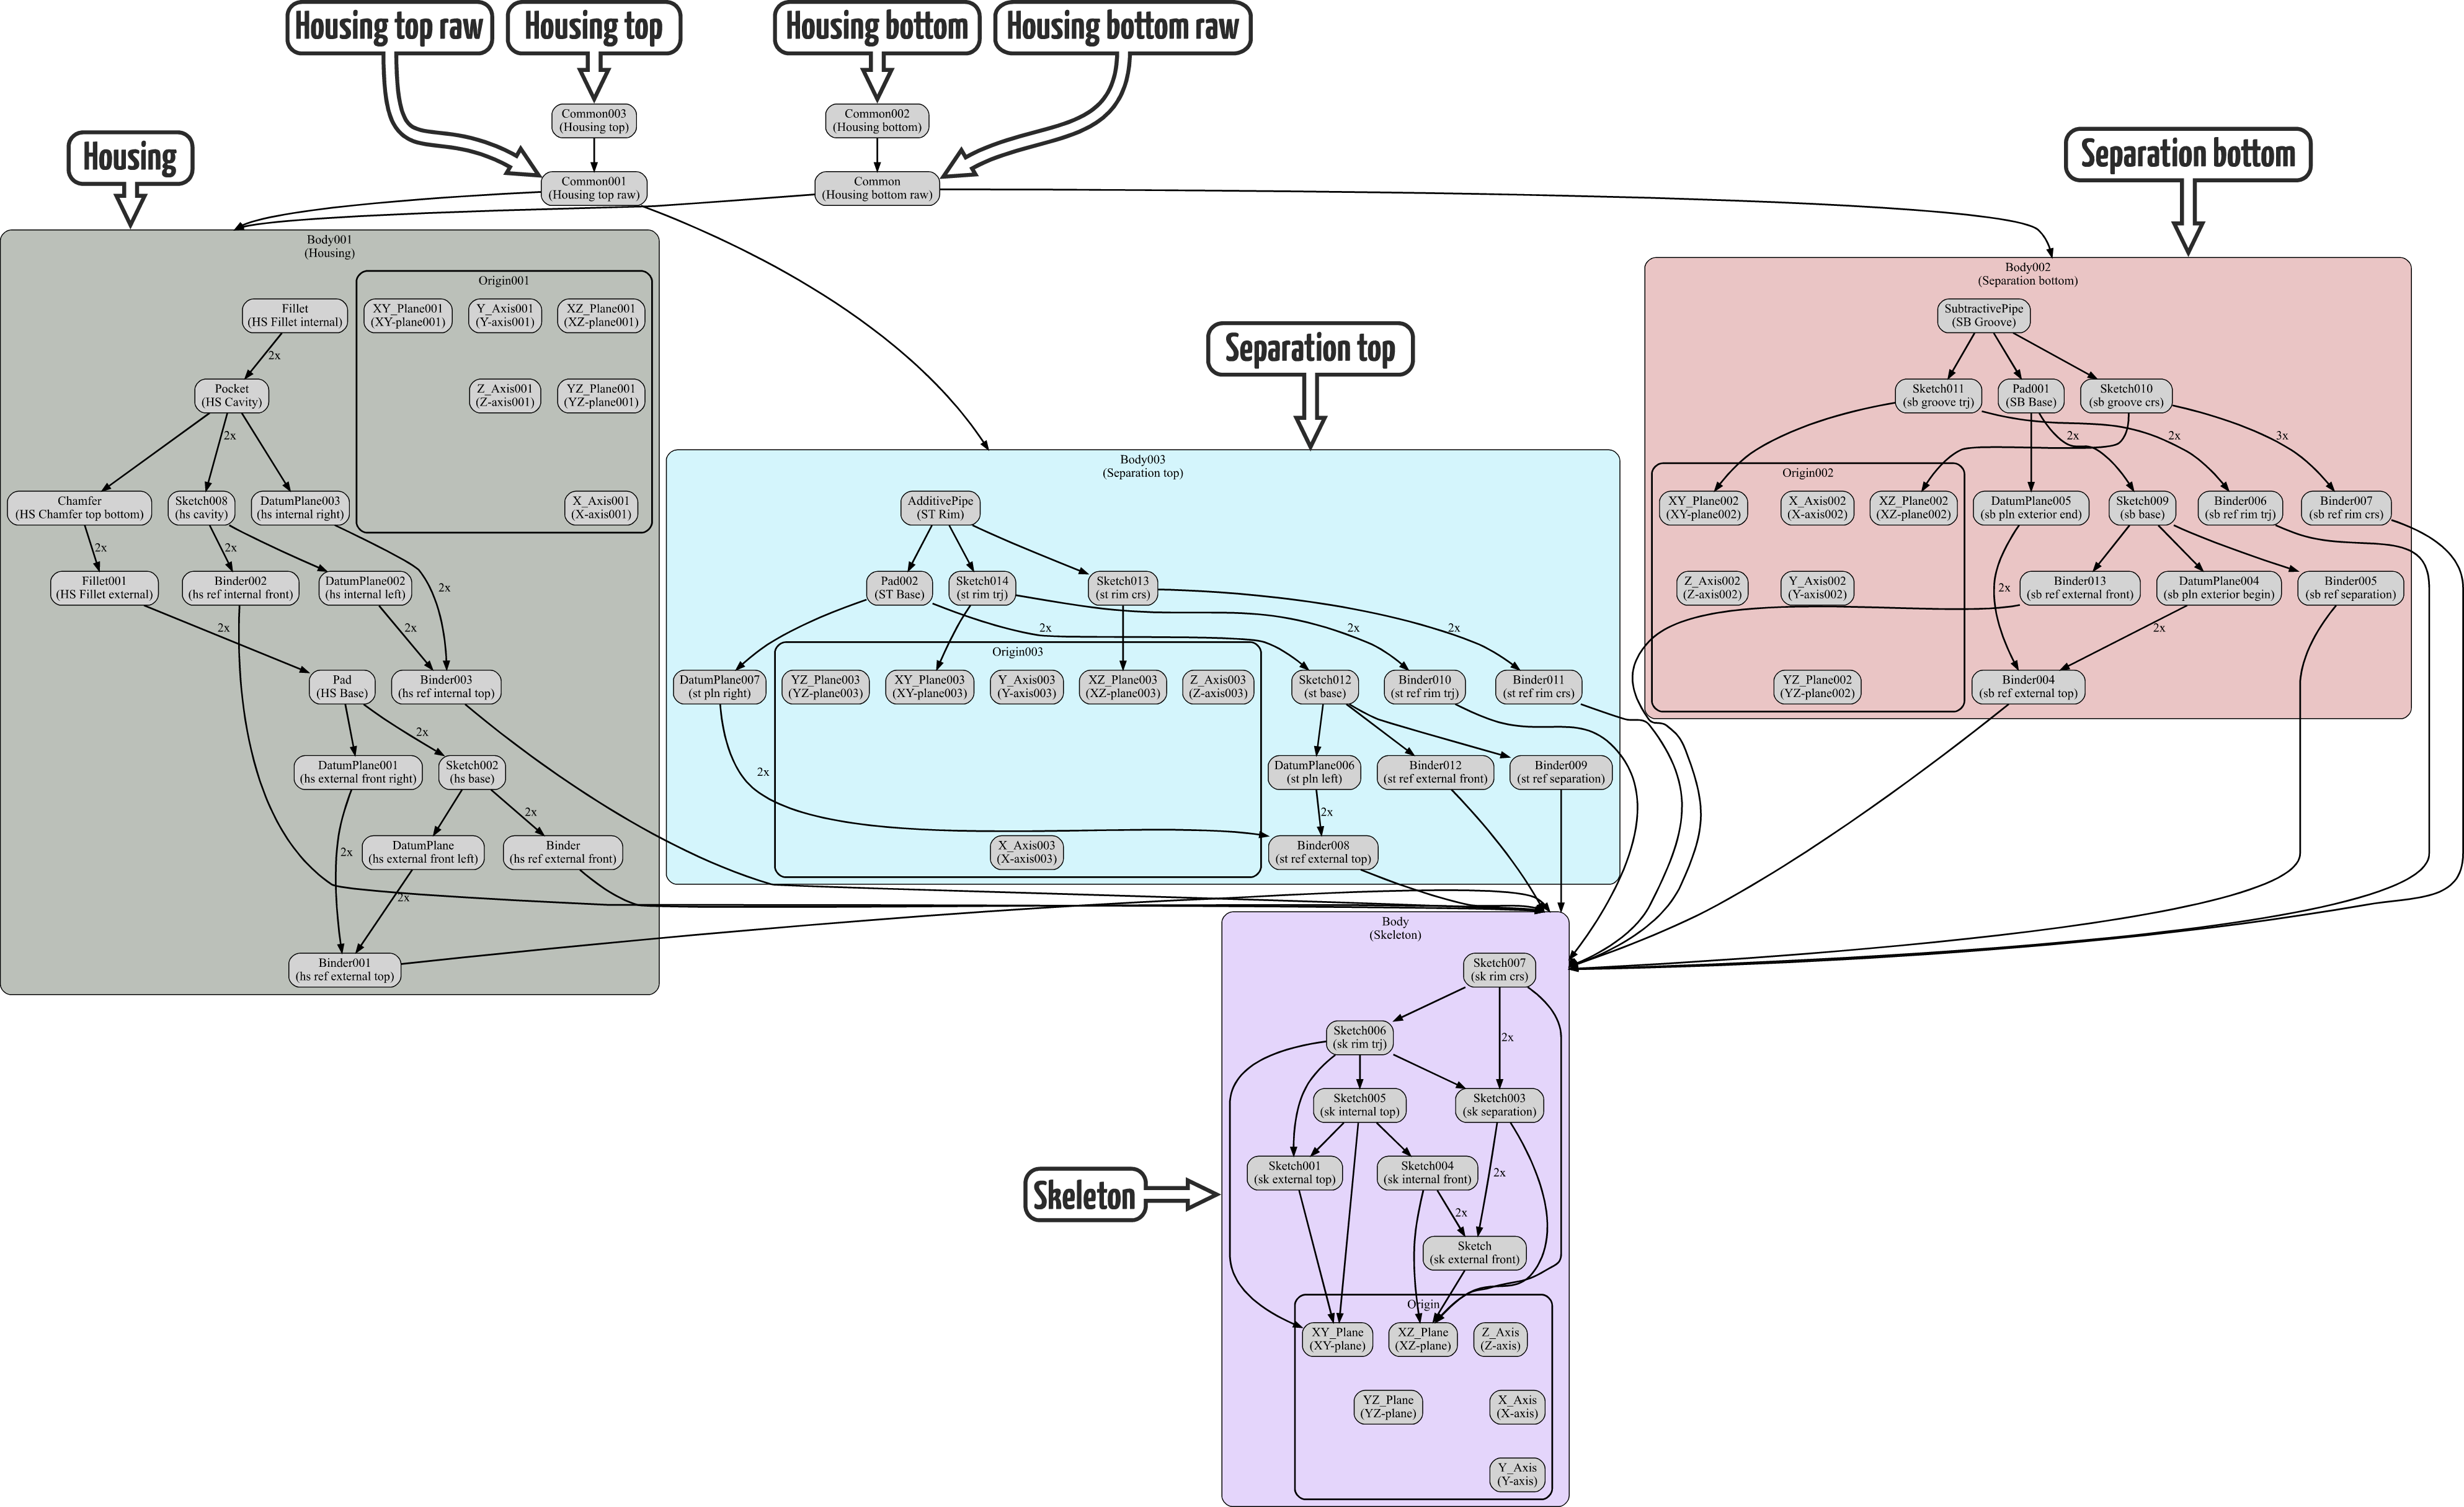 Housing top raw
Housing top
Housing bottom
Housing bottom raw
Common003
(Housing top)
Common002
(Housing bottom)
Housing
Separation bottom
Common001
(Housing top raw)
Common
(Housing bottom raw)
Body001
(Housing)
Origin001
Fillet
(HS Fillet internal)
XY_Plane001
(XY-plane001)
Y_Axis001
(Y-axis001)
XZ_Plane001
(XZ-plane001)
2x
Pocket
(HS Cavity)
Z_Axis001
(Z-axis001)
YZ_Plane001
(YZ-plane001)
2x
Chamfer
(HS Chamfer top bottom)
Sketch008
(hs cavity)
DatumPlane003
(hs internal right)
X_Axis001
(X-axis001)
2x
2x
Fillet001
(HS Fillet external)
Binder002
(hs ref internal front)
DatumPlane002
(hs internal left)
2x
2x
2x
Pad
(HS Base)
Binder003
(hs ref internal top)
2x
DatumPlane001
(hs external front right)
Sketch002
(hs base)
2x
2x
DatumPlane
(hs external front left)
Binder
(hs ref external front)
2x
Binder001
(hs ref external top)
Separation top
Body003
(Separation top)
AdditivePipe
(ST Rim)
Pad002
(ST Base)
Sketch014
(st rim trj)
Sketch013
(st rim crs)
2x
2x
2x
Origin003
DatumPlane007
(st pln right)
YZ_Plane003
(YZ-plane003)
XY_Plane003
(XY-plane003)
Y_Axis003
(Y-axis003)
XZ_Plane003
(XZ-plane003)
Z_Axis003
(Z-axis003)
Sketch012
(st base)
Binder010
(st ref rim trj)
Binder011
(st ref rim crs)
2x
DatumPlane006
(st pln left)
Binder012
(st ref external front)
Binder009
(st ref separation)
2x
X_Axis003
(X-axis003)
Binder008
(st ref external top)
Body002
(Separation bottom)
SubtractivePipe
(SB Groove)
Sketch011
(sb groove trj)
Pad001
(SB Base)
Sketch010
(sb groove crs)
2x
2x
3x
Origin002
XY_Plane002
(XY-plane002)
X_Axis002
(X-axis002)
XZ_Plane002
(XZ-plane002)
DatumPlane005
(sb pln exterior end)
Sketch009
(sb base)
Binder006
(sb ref rim trj)
Binder007
(sb ref rim crs)
Z_Axis002
(Z-axis002)
Y_Axis002
(Y-axis002)
2x
Binder013
(sb ref external front)
DatumPlane004
(sb pln exterior begin)
Binder005
(sb ref separation)
2x
YZ_Plane002
(YZ-plane002)
Binder004
(sb ref external top)
Body
(Skeleton)
Sketch007
(sk rim crs)
Sketch006
(sk rim trj)
2x
Sketch005
(sk internal top)
Sketch003
(sk separation)
Skeleton
Sketch001
(sk external top)
Sketch004
(sk internal front)
2x
2x
Sketch
(sk external front)
Origin
XY_Plane
(XY-plane)
XZ_Plane
(XZ-plane)
Z_Axis
(Z-axis)
YZ_Plane
(YZ-plane)
X_Axis
(X-axis)
Y_Axis
(Y-axis)